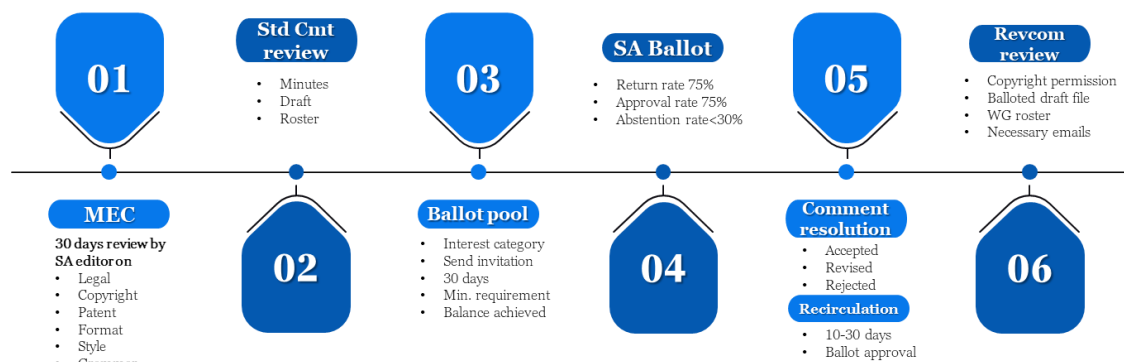 01
MEC
30 days review by
SA editor on
• Legal
• Copyright
• Patent
• Format
• Style
Std Cmt
review
• Minutes
• Draft
• Roster
02
03
Ballot pool
• Interest category
• Send invitation
• 30 days
• Min. requirement
• Balance achieved
SA Ballot
• Return rate 75%
• Approval rate 75%
• Abstention rate<30%
04
05
Comment
resolution
• Accepted
• Revised
• Rejected
Recirculation
• 10-30 days
• Ballot approval
Revcom
review
• Copyright permission
• Balloted draft file
• WG roster
• Necessary emails
06